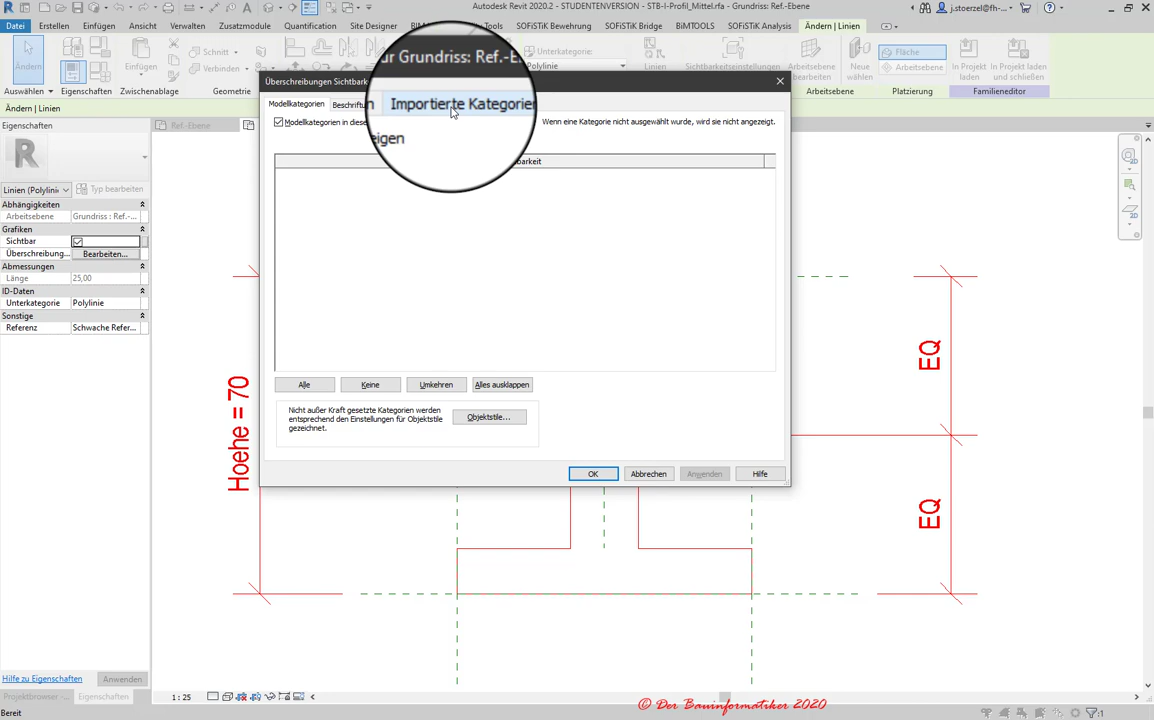 Autodesk Revit 2020.2 - STUDENTENVERSION - STB-I-Profil_Mittel.rfa - Grundriss: Ref.-Ebene
j.stoerzel@fh-...
Datei Erstellen Einfügen Ansicht Verwalten Zusatzmodule Quantification Site Designer SOFiSTiK Bewehrung SOFiSTiK Bridge BiMTOOLS SOFiSTiK Analysis Ändern | Linien
Ändern Einfügen Schnitt Verbinden Unterkategorie: Polylinie Arbeitsebene bearbeiten Sichtbarkeitseinstellungen Neue wählen Fläche Arbeitsebene In Projekt laden In Projekt laden und schließen
Auswählen Eigenschaften Zwischenablage Geometrie Arbeitsebene Platzierung Familieneditor
Ändern | Linien
Eigenschaften
Ref.-Ebene
Linien (Polylini
Typ bearbeiten
Abhängigkeiten
Arbeitsebene Grundriss : Ref.-...
Grafiken
Sichtbar
Überschreibung... Bearbeiten...
Abmessungen
Länge 25,00
ID-Daten
Unterkategorie Polylinie
Sonstige
Referenz Schwache Refer...
Hilfe zu Eigenschaften Anwenden
Projektbrowser -... Eigenschaften
Bereit
Überschreibungen Sichtbark
ur Grundriss: Ref.-E
Modellkategorien Beschriftu
n Importierte Kategorien
Modellkategorien in diese
eigen
Wenn eine Kategorie nicht ausgewählt wurde, wird sie nicht angezeigt.
barkeit
Alle Keine Umkehren Alles ausklappen
Nicht außer Kraft gesetzte Kategorien werden
entsprechend den Einstellungen für Objektstile
gezeichnet.
Objektstile...
OK Abbrechen Anwenden Hilfe
Hoehe = 70
EQ
EQ
2D
2D
1 : 25
:1
© Der Bauinformatiker 2020